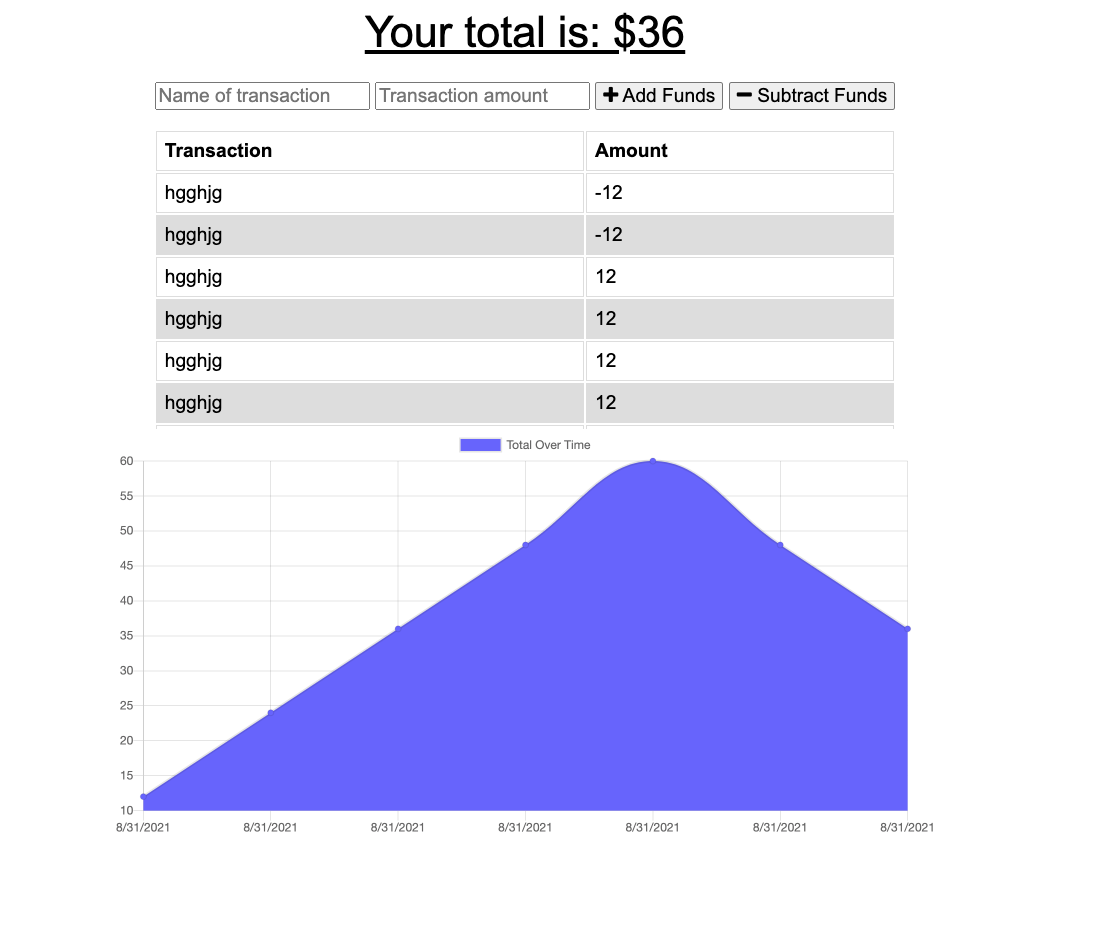 Your total is: $36
Name of transaction Transaction amount Add Funds Subtract Funds
Transaction Amount
hgghjg -12
hgghjg -12
hgghjg 12
hgghjg 12
hgghjg 12
hgghjg 12
Total Over Time
60
55
50
45
40
35
30
25
20
15
10
8/31/2021 8/31/2021 8/31/2021 8/31/2021 8/31/2021 8/31/2021 8/31/2021